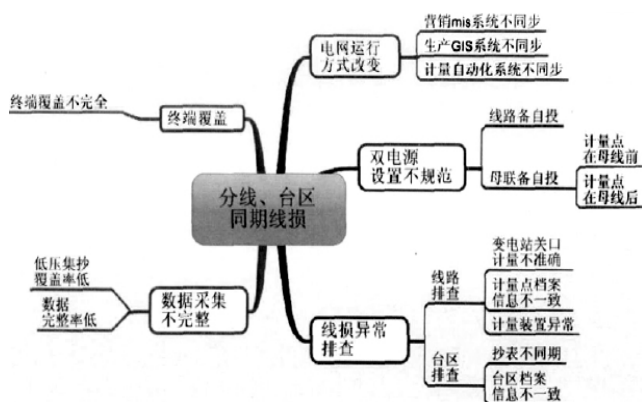 分线、台区
同期线损
电网运行
方式改变
营销mis系统不同步
生产GIS系统不同步
计量自动化系统不同步
双电源
设置不规范
线路备自投
母联备自投
计量点
在母线前
计量点
在母线后
线损异常
排查
线路
排查
变电站关口
计量不准确
计量点档案
信息不一致
计量装置异常
台区
排查
抄表不同期
台区档案
信息不一致
终端覆盖
终端覆盖不完全
数据采集
不完整
低压集抄
覆盖率低
数据
完整率低